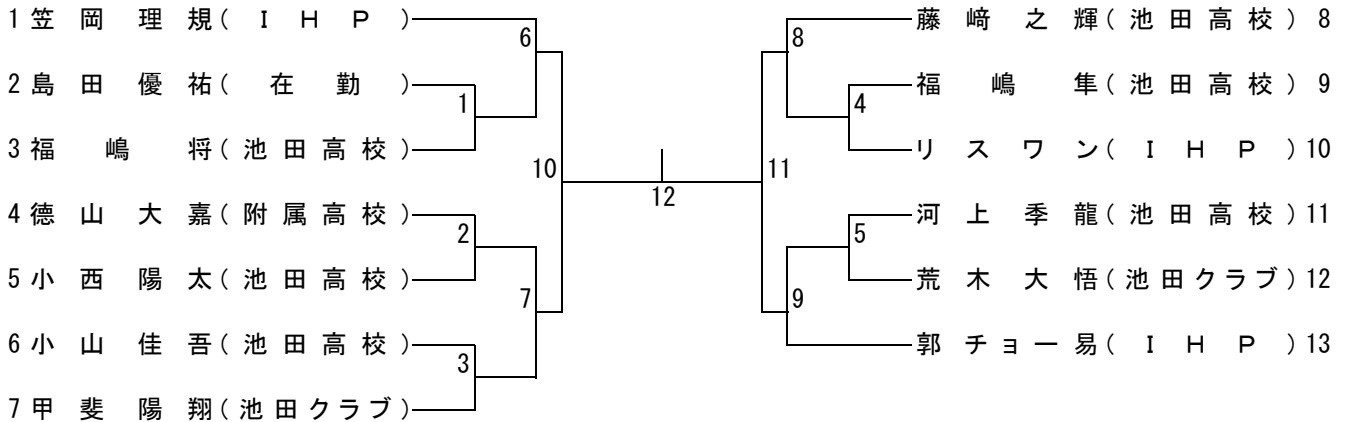 1 笠岡理規(ＩＨＰ)
2 島田優祐(在勤)
3 福嶋将(池田高校)
4 德山大嘉(附属高校)
5 小西陽太(池田高校)
6 小山佳吾(池田高校)
7 甲斐陽翔(池田クラブ)
6
1
10
2
7
3
12
8
4
11
5
9
藤﨑之輝(池田高校) 8
福嶋隼(池田高校) 9
リスワン(ＩＨＰ) 10
河上季龍(池田高校) 11
荒木大悟(池田クラブ) 12
郭チョー易(ＩＨＰ) 13